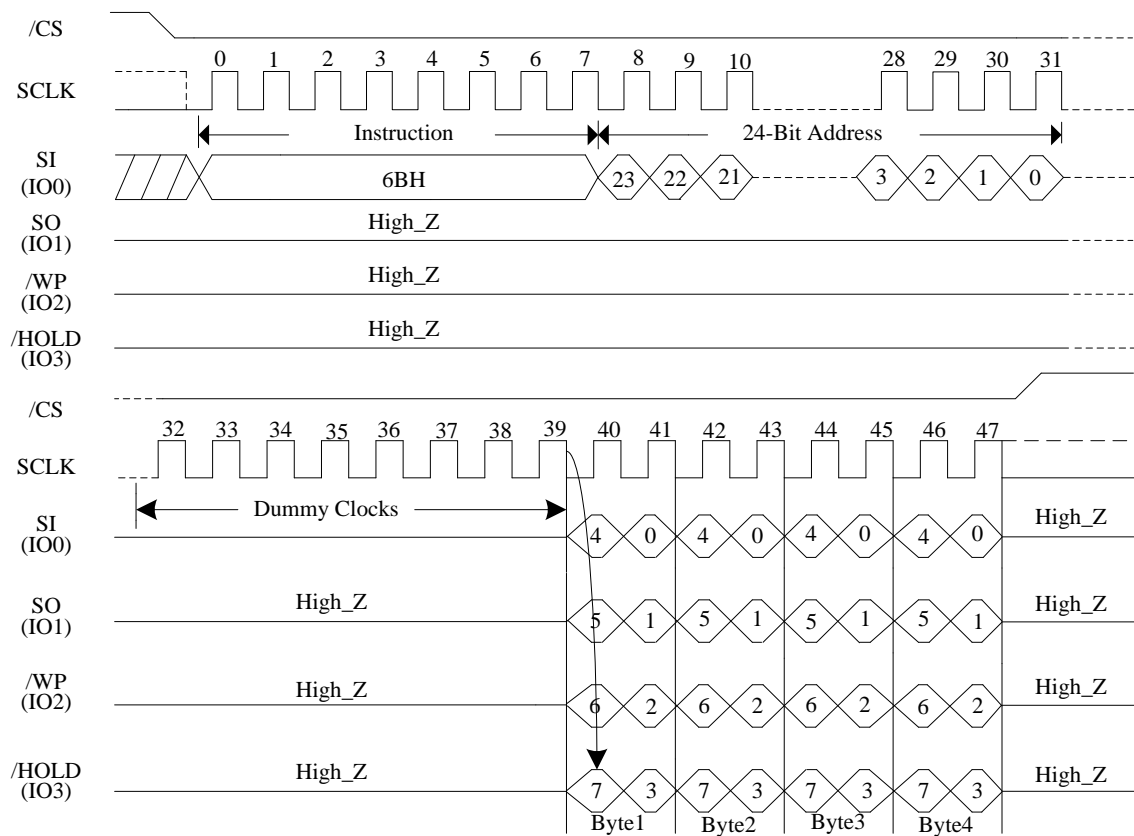 /CS
0 1 2 3 4 5 6 7 8 9 10 28 29 30 31
SCLK
Instruction 24-Bit Address
SI
(IO0)
6BH 23 22 21 3 2 1 0
SO
(IO1)
High_Z
/WP
(IO2)
High_Z
/HOLD
(IO3)
High_Z
/CS
32 33 34 35 36 37 38 39 40 41 42 43 44 45 46 47
SCLK
Dummy Clocks
SI
(IO0)
4 0 4 0 4 0 4 0 High_Z
SO
(IO1)
High_Z 5 1 5 1 5 1 5 1 High_Z
/WP
(IO2)
High_Z 6 2 6 2 6 2 6 2 High_Z
/HOLD
(IO3)
High_Z 7 3 7 3 7 3 7 3 High_Z
Byte1 Byte2 Byte3 Byte4